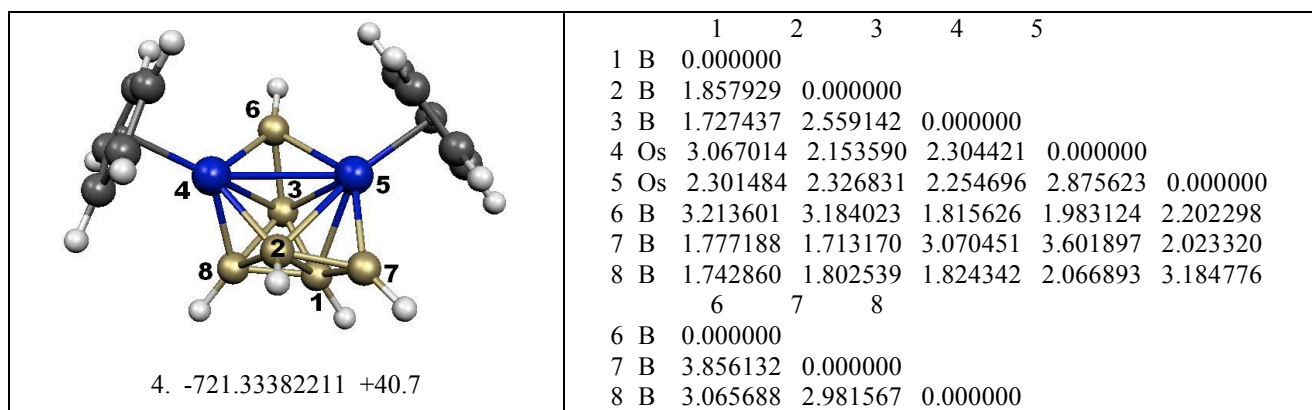 6
4
5
3
2
8
7
1
4. -721.33382211 +40.7
1 2 3 4 5
1 B 0.000000
2 B 1.857929 0.000000
3 B 1.727437 2.559142 0.000000
4 Os 3.067014 2.153590 2.304421 0.000000
5 Os 2.301484 2.326831 2.254696 2.875623 0.000000
6 B 3.213601 3.184023 1.815626 1.983124 2.202298
7 B 1.777188 1.713170 3.070451 3.601897 2.023320
8 B 1.742860 1.802539 1.824342 2.066893 3.184776
6 7 8
6 B 0.000000
7 B 3.856132 0.000000
8 B 3.065688 2.981567 0.000000